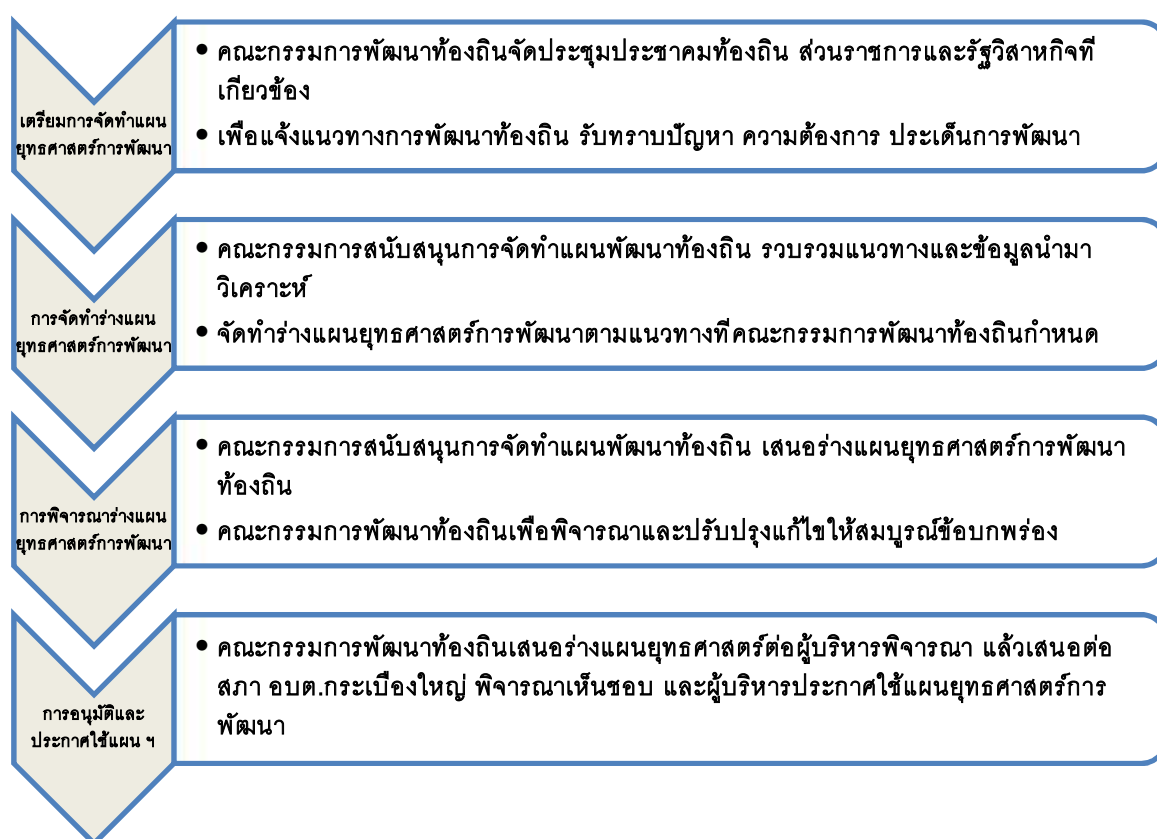 เตรียมการจัดทำแผน
ยุทธศาสตร์การพัฒนา
• คณะกรรมการพัฒนาท้องถิน จัดประชุมประชาคมท้องถิน ส่วนราชการและรัฐวิสาหกิจที
เกียวข้อง
• เพือแจ้งแนวทางการพัฒนาท้องถิน รับทราบปัญหา ความต้องการ ประเด็นการพัฒนา
การจัดทำร่างแผน
ยุทธศาสตร์การพัฒนา
• คณะกรรมการสนับสนุนการจัดทำแผนพัฒนาท้องถิน รวบรวมแนวทางและข้อมูลนำมา
วิเคราะห์
• จัดทำร่างแผนยุทธศาสตร์การพัฒนาตามแนวทางทีคณะกรรมการพัฒนาท้องถินกำหนด
การพิจารณาร่างแผน
ยุทธศาสตร์การพัฒนา
• คณะกรรมการสนับสนุนการจัดทำแผนพัฒนาท้องถิน เสนอร่างแผนยุทธศาสตร์การพัฒนา
ท้องถิน
• คณะกรรมการพัฒนาท้องถินเพือพิจารณาและปรับปรุงแก้ไขให้สมบูรณ์ข้อบกพร่อง
การอนุมัติและ
ประกาศใช้แผน ฯ
• คณะกรรมการพัฒนาท้องถินเสนอร่างแผนยุทธศาสตร์ต่อผู้บริหารพิจารณา แล้วเสนอต่อ
สภา อบต.กระเบืองใหญ่ พิจารณาเห็นชอบ และผู้บริหารประกาศใช้แผนยุทธศาสตร์การ
พัฒนา